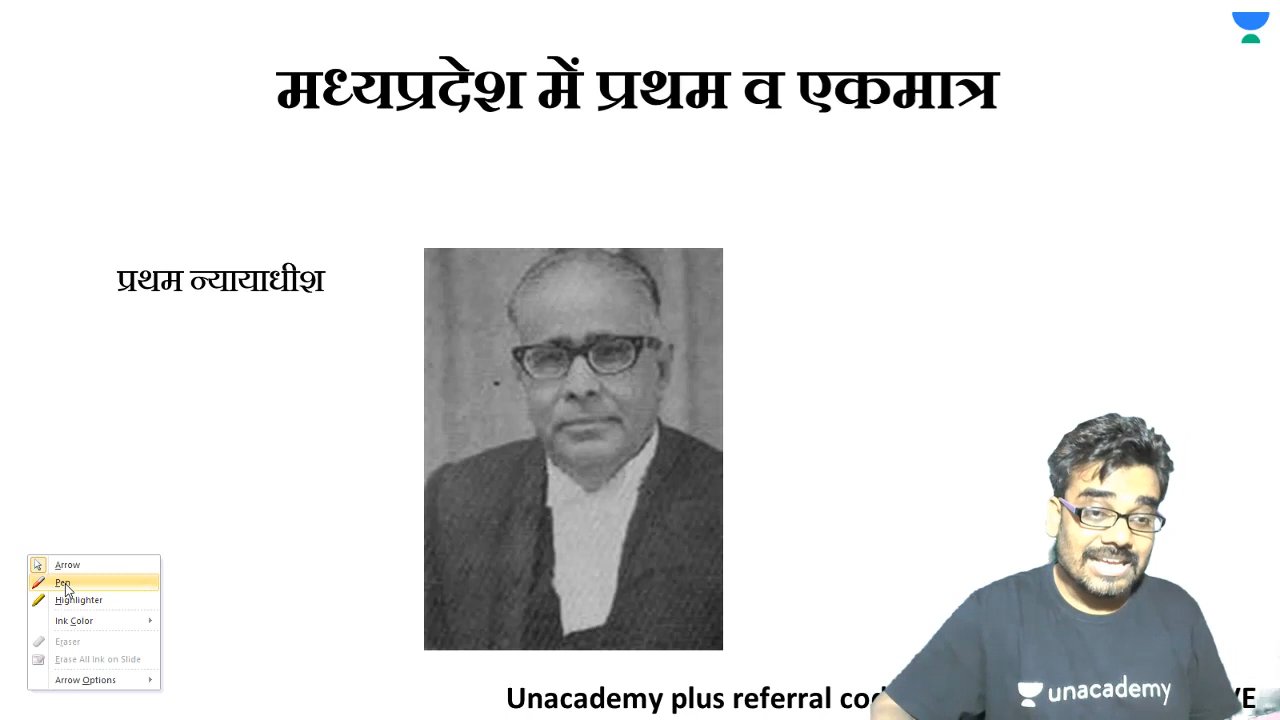 मध्यप्रदेश में प्रथम व एकमात्र
प्रथम न्यायाधीश
Arrow
Pen
Highlighter
Ink Color
Eraser
Erase All Ink on Slide
Arrow Options
unacademy
Unacademy plus referral